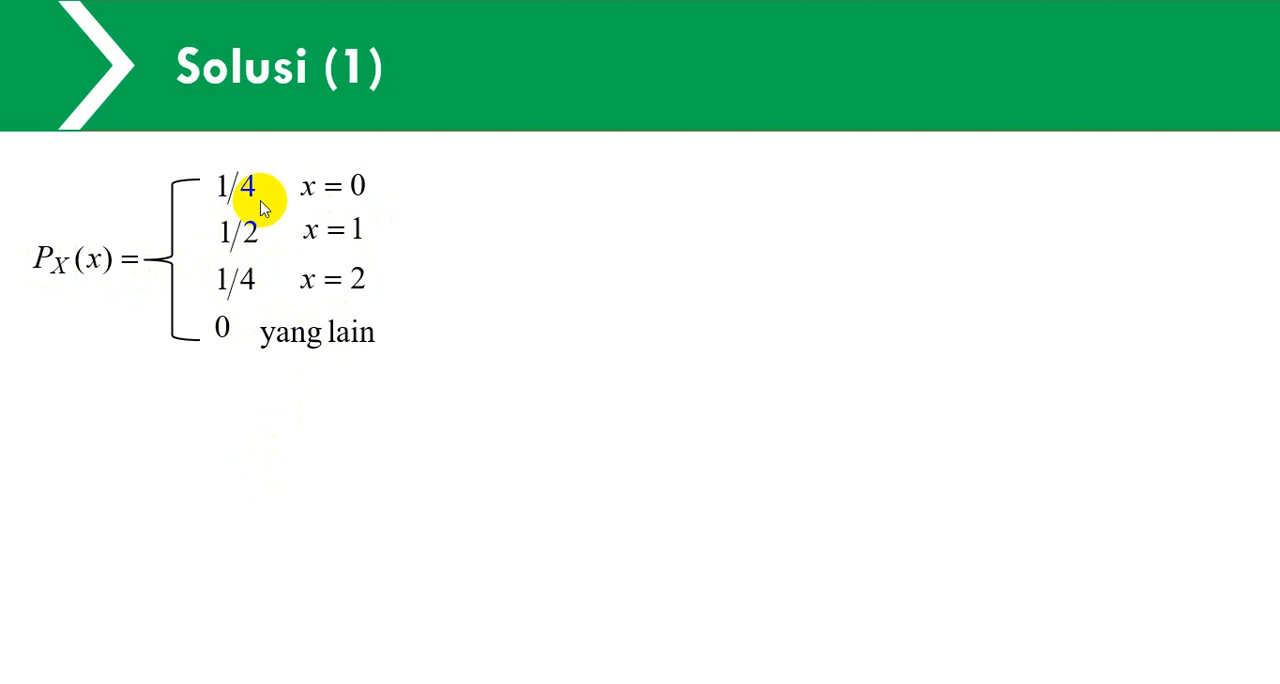 Solusi (1)
1/4 x = 0
1/2 x = 1
P_X(x) =
1/4 x = 2
0 yang lain